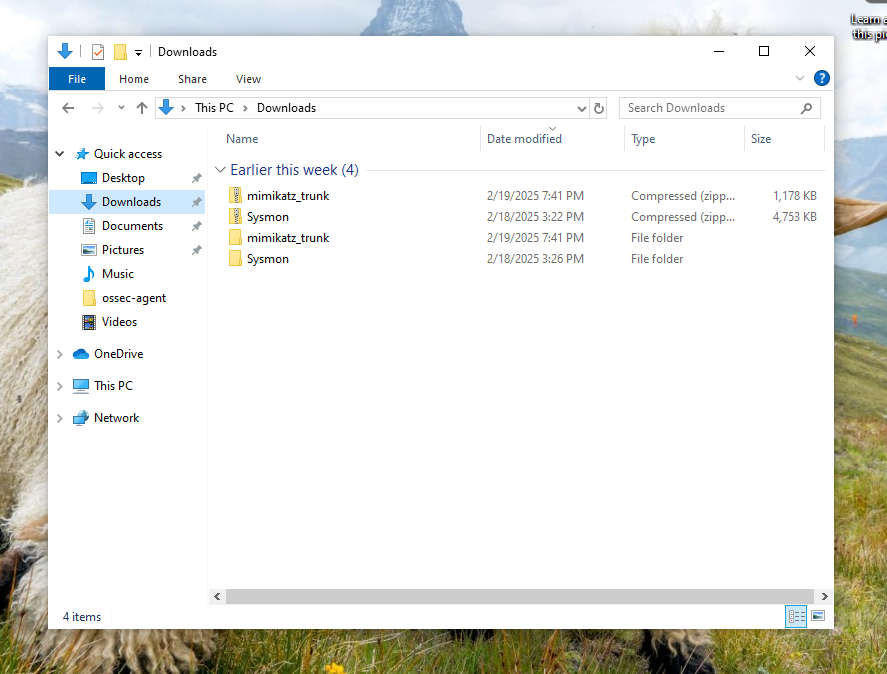 Learn a
this pi
Downloads
File Home Share View
This PC Downloads Search Downloads
Name Date modified Type Size
Quick access
Desktop
Downloads
Documents
Pictures
Music
ossec-agent
Videos
OneDrive
This PC
Network
Earlier this week (4)
mimikatz_trunk 2/19/2025 7:41 PM Compressed (zipp... 1,178 KB
Sysmon 2/18/2025 3:22 PM Compressed (zipp... 4,753 KB
mimikatz_trunk 2/19/2025 7:41 PM File folder
Sysmon 2/18/2025 3:26 PM File folder
4 items